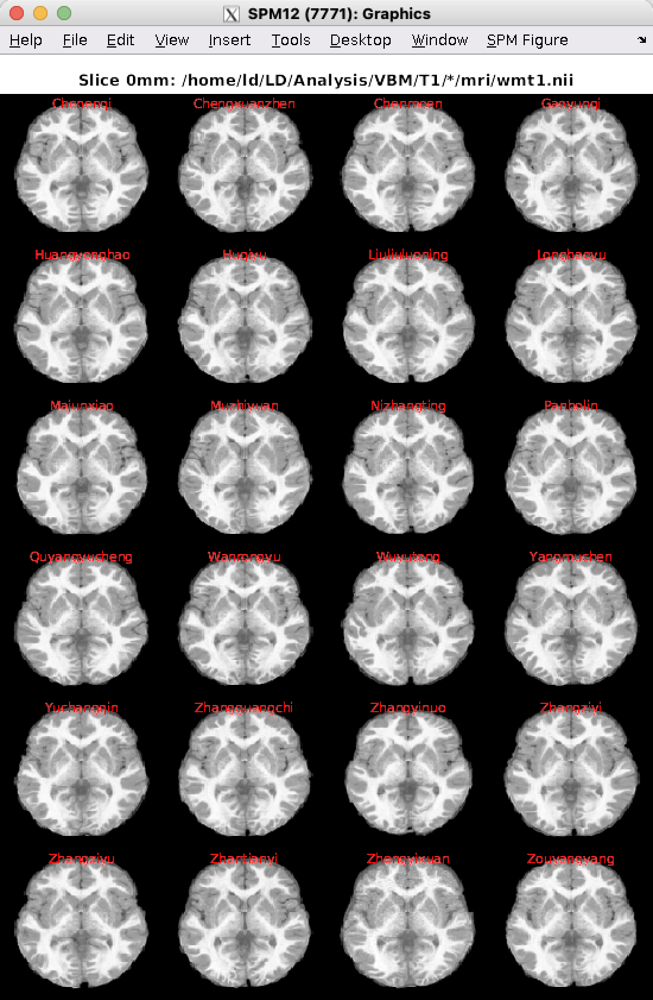 SPM12 (7771): Graphics
Help File Edit View Insert Tools Desktop Window SPM Figure
Slice 0mm: /home/ld/LD/Analysis/VBM/T1/*/mri/wmt1.nii
Chenenqi Chengxuanzhen Chenmoen Gaoyunqi
Huangyonghao Huqiyu Liuliuluoning Longhaoyu
Majunxiao Muzhiyuan Nizhangting Panbolin
Quyangyucheng Wanrongyu Wuyutong Yangmuchen
Yuchangqin Zhangguangchi Zhangyinuo Zhangziyi
Zhangziyu Zhantianyi Zhengyixuan Zouyangyang